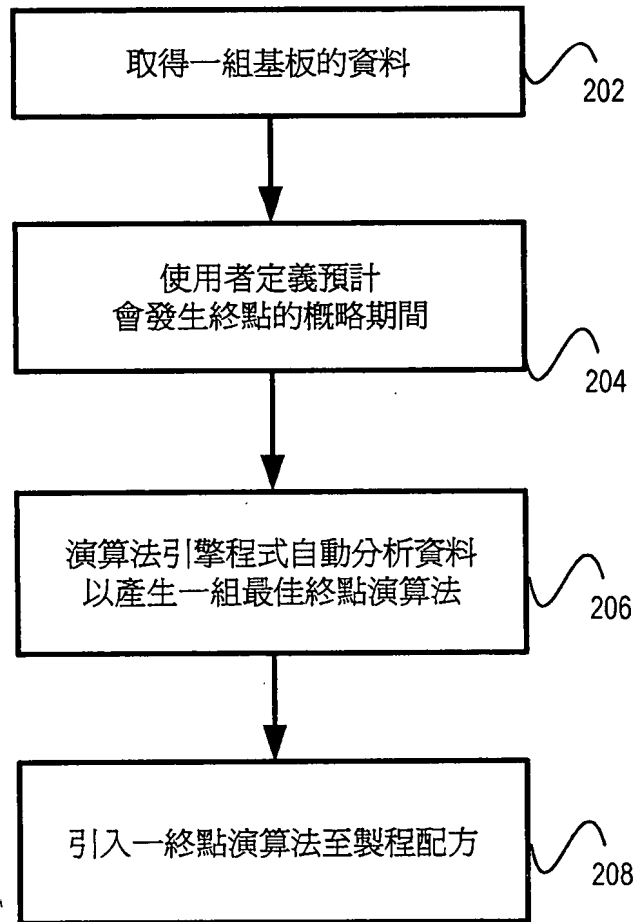 取得一組基板的資料
202
使用者定義預計
會發生終點的概略期間
204
演算法引擎程式自動分析資料
以產生一組最佳終點演算法
206
引入一終點演算法至製程配方
208